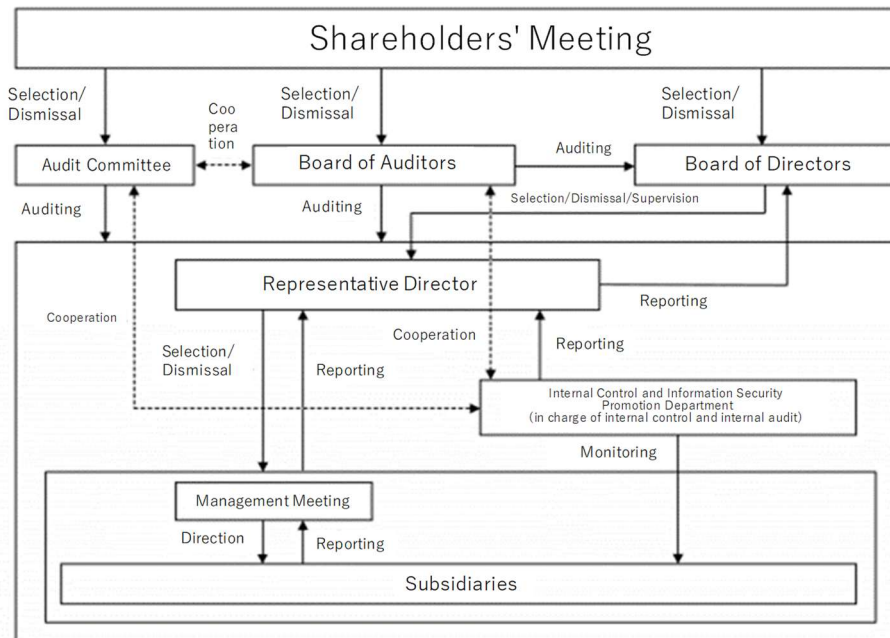 Shareholders' Meeting
Selection/
Dismissal
Coo
pera
tion
Selection/
Dismissal
Selection/
Dismissal
Audit Committee
Board of Auditors
Auditing
Board of Directors
Auditing
Auditing
Selection/Dismissal/Supervision
Representative Director
Reporting
Cooperation
Selection/
Dismissal
Reporting
Cooperation
Reporting
Internal Control and Information Security
Promotion Department
(in charge of internal control and internal audit)
Monitoring
Management Meeting
Direction
Reporting
Subsidiaries